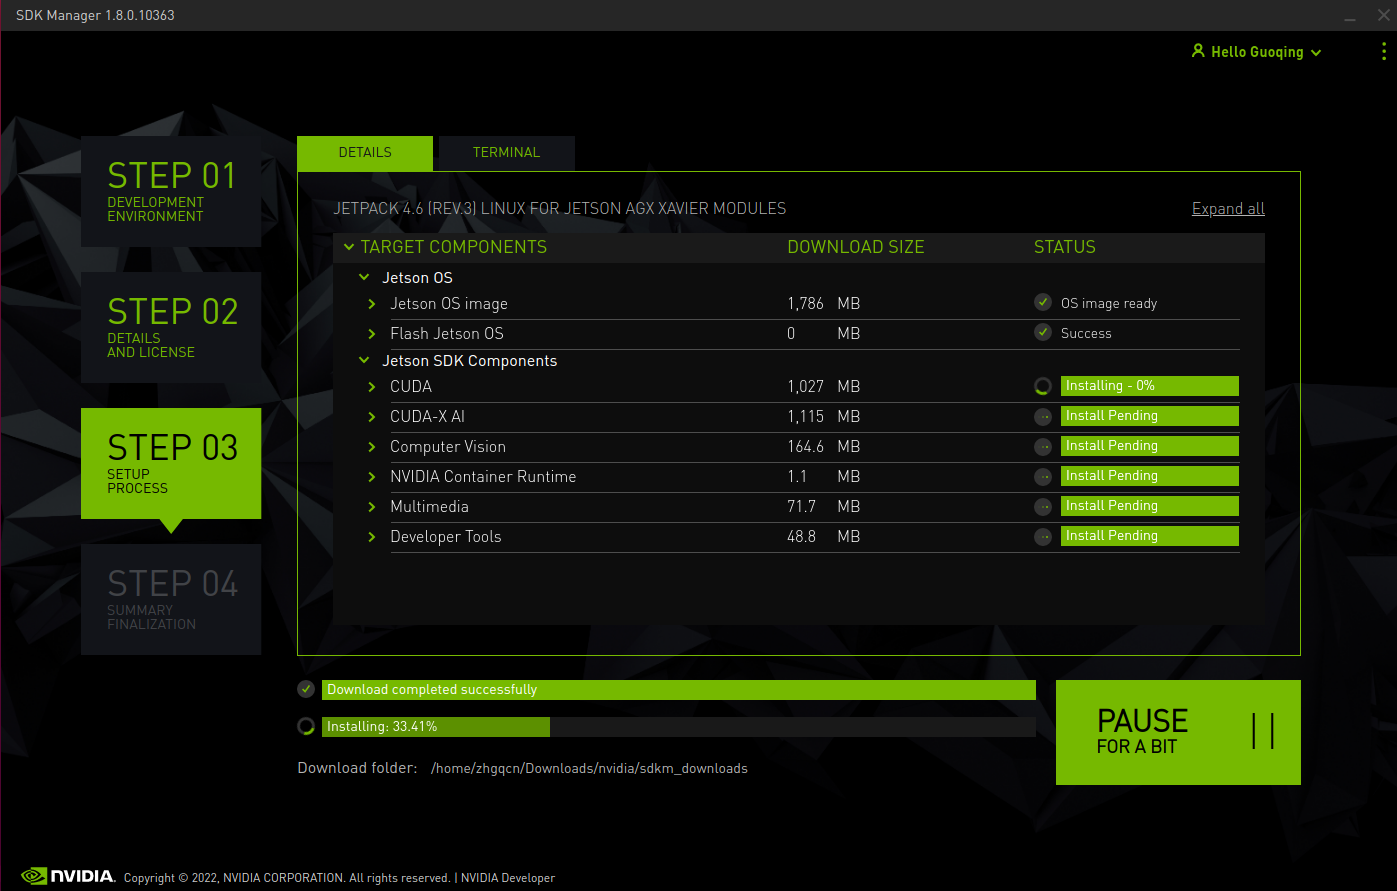 SDK Manager 1.8.0.10363
Hello Guoqing
STEP 01
DEVELOPMENT
ENVIRONMENT
STEP 02
DETAILS
AND LICENSE
STEP 03
SETUP
PROCESS
STEP 04
SUMMARY
FINALIZATION
DETAILS TERMINAL
JETPACK 4.6 (REV.3) LINUX FOR JETSON AGX XAVIER MODULES Expand all
TARGET COMPONENTS DOWNLOAD SIZE STATUS
Jetson OS
Jetson OS image 1,786 MB OS image ready
Flash Jetson OS 0 MB Success
Jetson SDK Components
CUDA 1,027 MB Installing - 0%
CUDA-X AI 1,115 MB Install Pending
Computer Vision 164.6 MB Install Pending
NVIDIA Container Runtime 1.1 MB Install Pending
Multimedia 71.7 MB Install Pending
Developer Tools 48.8 MB Install Pending
Download completed successfully
Installing: 33.41%
Download folder: /home/zhgqcn/Downloads/nvidia/sdkm_downloads
PAUSE
FOR A BIT
NVIDIA. Copyright © 2022, NVIDIA CORPORATION. All rights reserved. | NVIDIA Developer